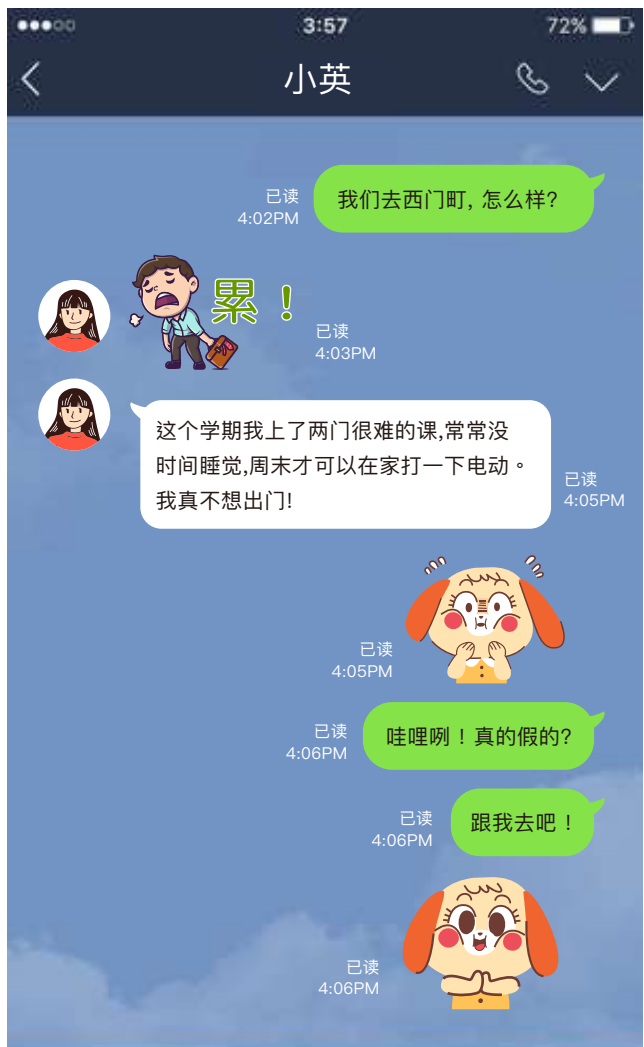 3:57
72%
小英
我们去西门町, 怎么样?
已读
4:02PM
累！
已读
4:03PM
这个学期我上了两门很难的课,常常没
时间睡觉,周末才可以在家打一下电动。
我真不想出门!
已读
4:05PM
已读
4:05PM
哇哩咧！真的假的?
已读
4:06PM
跟我去吧！
已读
4:06PM
已读
4:06PM